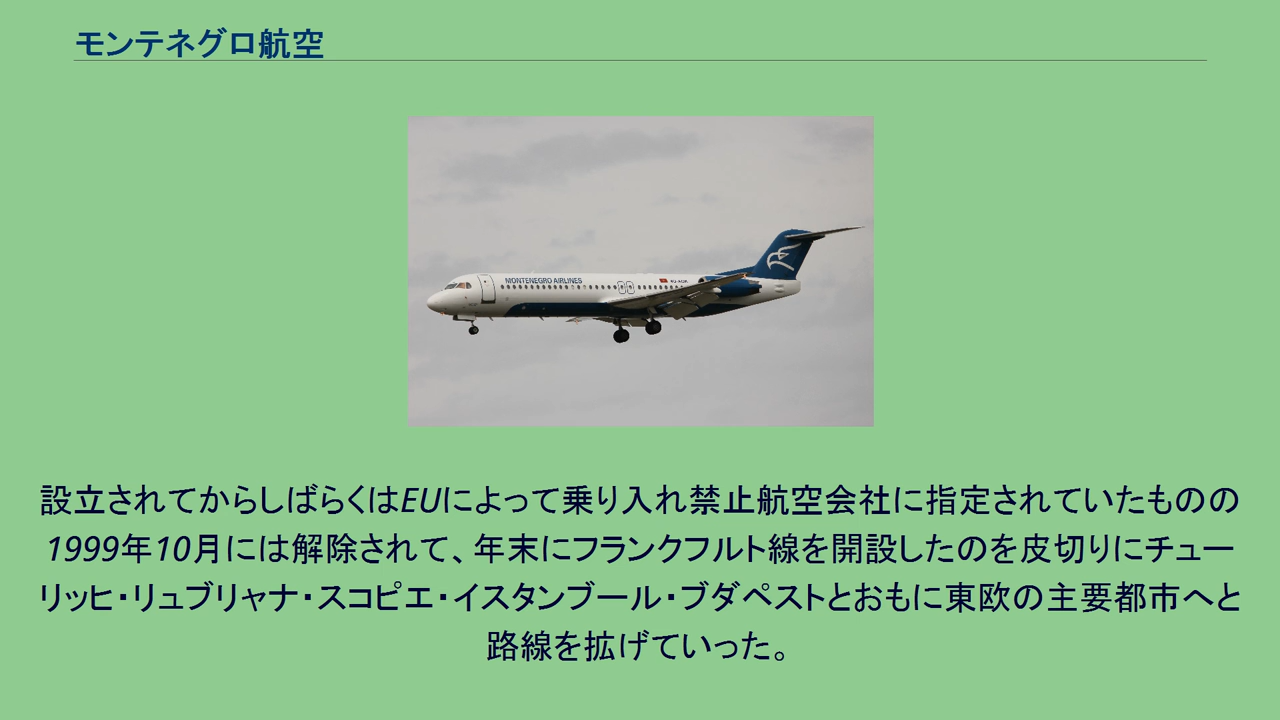 モンテネグロ航空
MONTENEGRO AIRLINES
設立されてからしばらくはEUによって乗り入れ禁止航空会社に指定されていたものの
1999年10月には解除されて、年末にフランクフルト線を開設したのを皮切りにチュー
リッヒ・リュブリャナ・スコピエ・イスタンブール・ブダペストとおもに東欧の主要都市へと
路線を拡げていった。